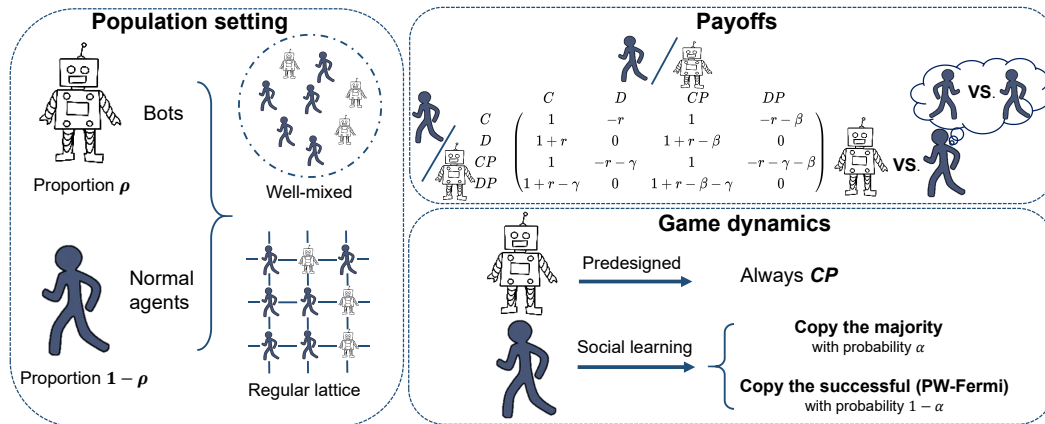 Population setting
Bots
Proportion ρ
Well-mixed
Normal
agents
Proportion 1 − ρ
Regular lattice
Payoffs
C D CP DP
C 1 −r 1 −r − β
D 1 + r 0 1 + r − β 0
CP 1 −r − γ 1 −r − γ − β
DP 1 + r − γ 0 1 + r − β − γ 0
VS.
VS.
Game dynamics
Predesigned
Always CP
Social learning
Copy the majority
with probability α
Copy the successful (PW-Fermi)
with probability 1 − α